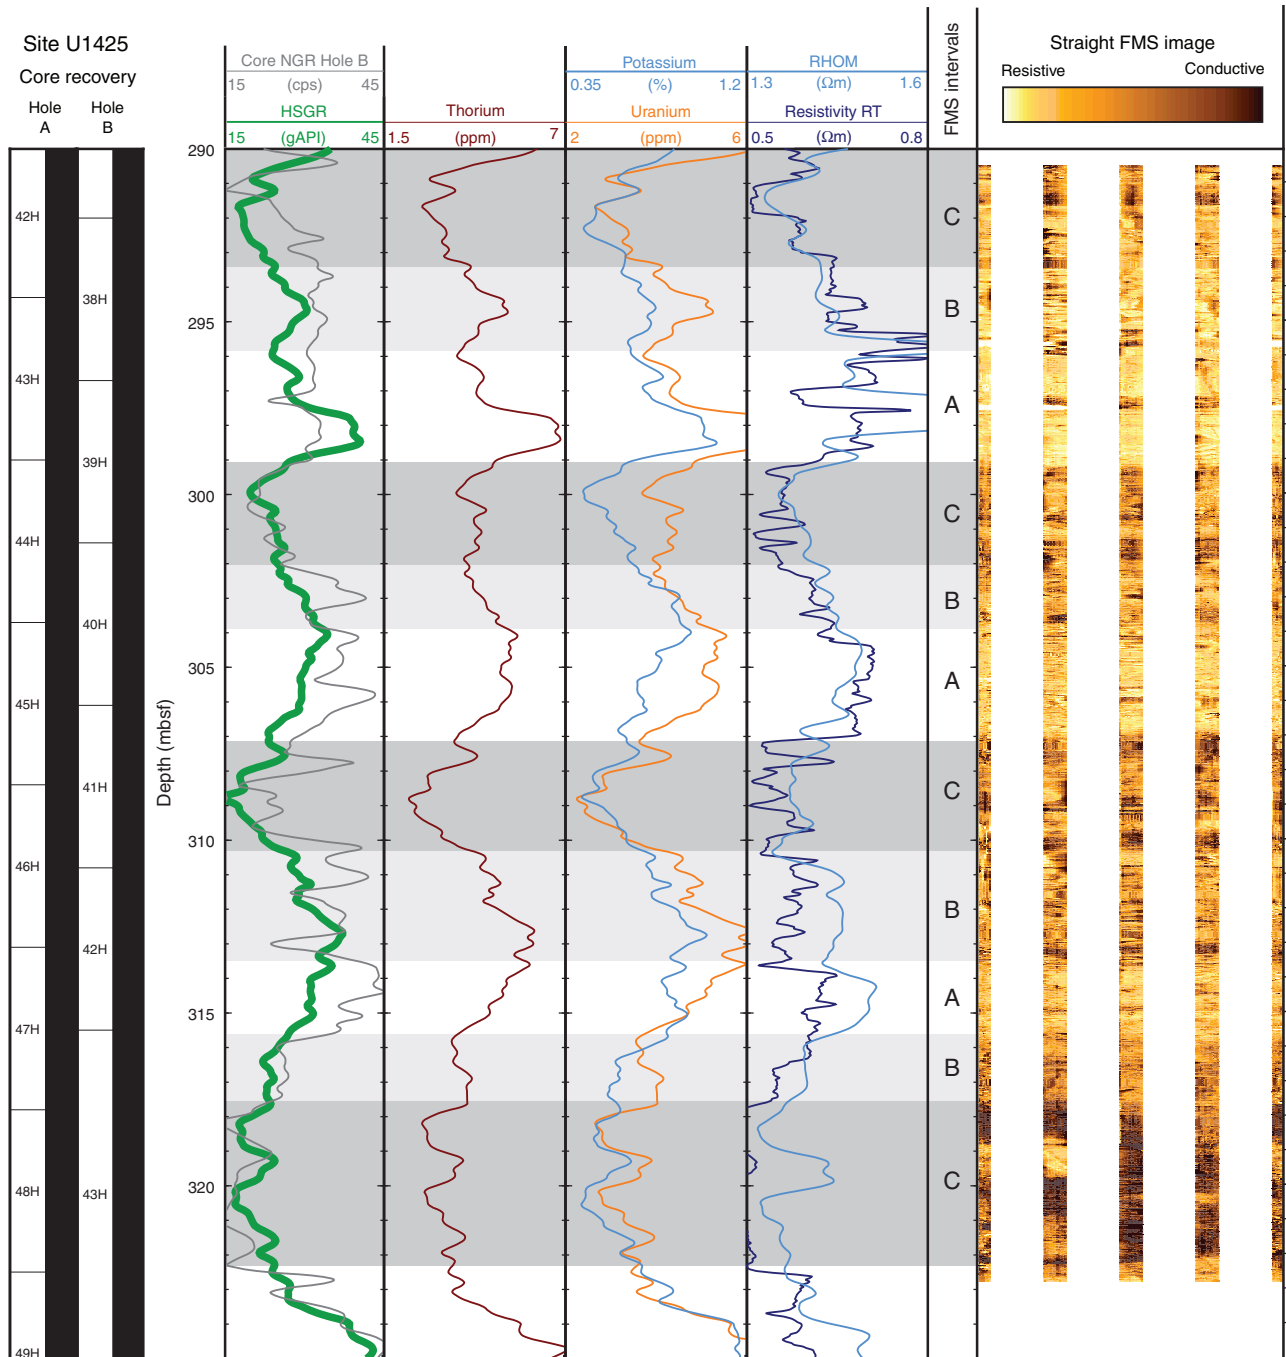 Site U1425
Core recovery
Hole A
Hole B
Core NGR Hole B
15 (cps) 45
HSGR
15 (gAPI) 45
Thorium
1.5 (ppm) 7
Potassium
0.35 (%) 1.2
Uranium
2 (ppm) 6
RHOM
1.3 (Ωm) 1.6
Resistivity RT
0.5 (Ωm) 0.8
FMS intervals
Straight FMS image
Resistive Conductive
Depth (mbsf)
290
295
300
305
310
315
320
42H
43H
44H
45H
46H
47H
48H
49H
38H
39H
40H
41H
42H
43H
C
B
A
C
B
A
C
B
A
B
C